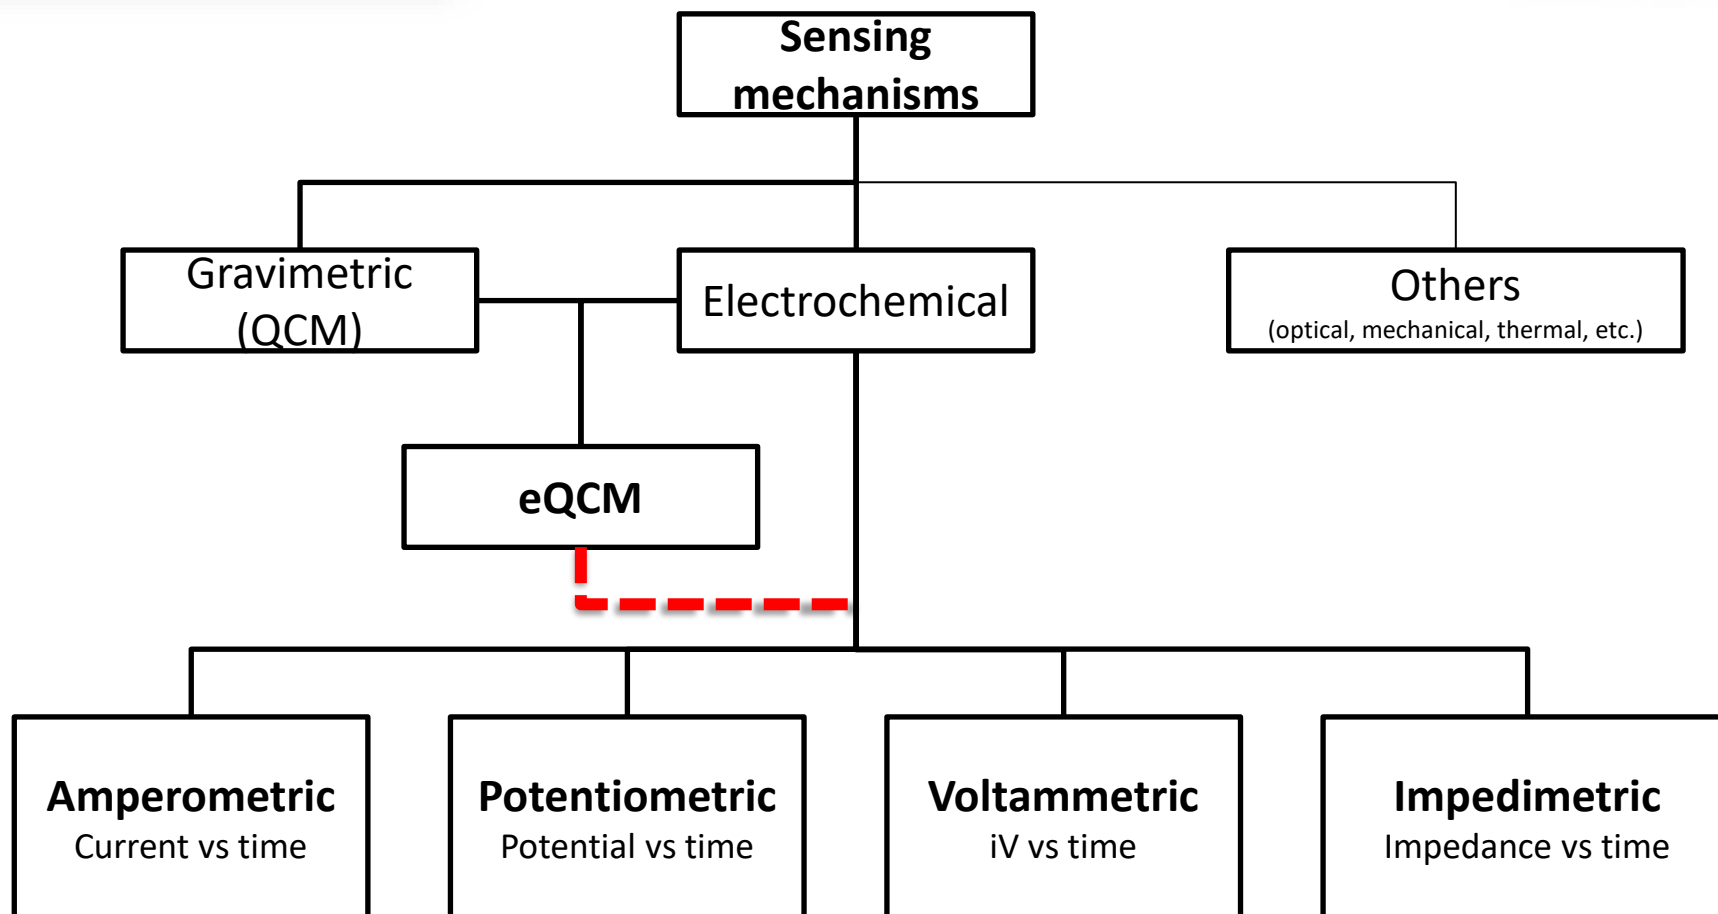 Sensing
mechanisms
Gravimetric
(QCM)
Electrochemical
Others
(optical, mechanical, thermal, etc.)
eQCM
Amperometric
Current vs time
Potentiometric
Potential vs time
Voltammetric
iV vs time
Impedimetric
Impedance vs time